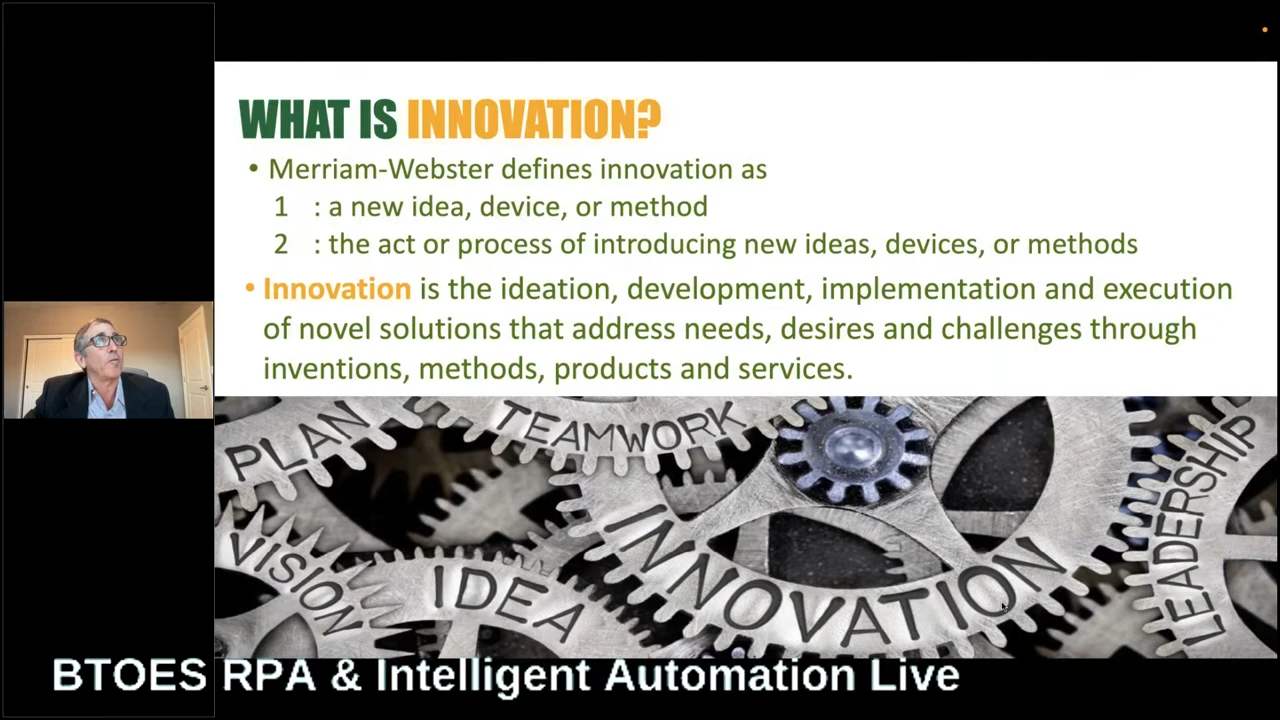 WHAT IS INNOVATION?
• Merriam-Webster defines innovation as
1 : a new idea, device, or method
2 : the act or process of introducing new ideas, devices, or methods
• Innovation is the ideation, development, implementation and execution
of novel solutions that address needs, desires and challenges through
inventions, methods, products and services.
PLAN
TEAMWORK
VISION
IDEA
INNOVATION
LEADERSHIP
BTOES RPA & Intelligent Automation Live